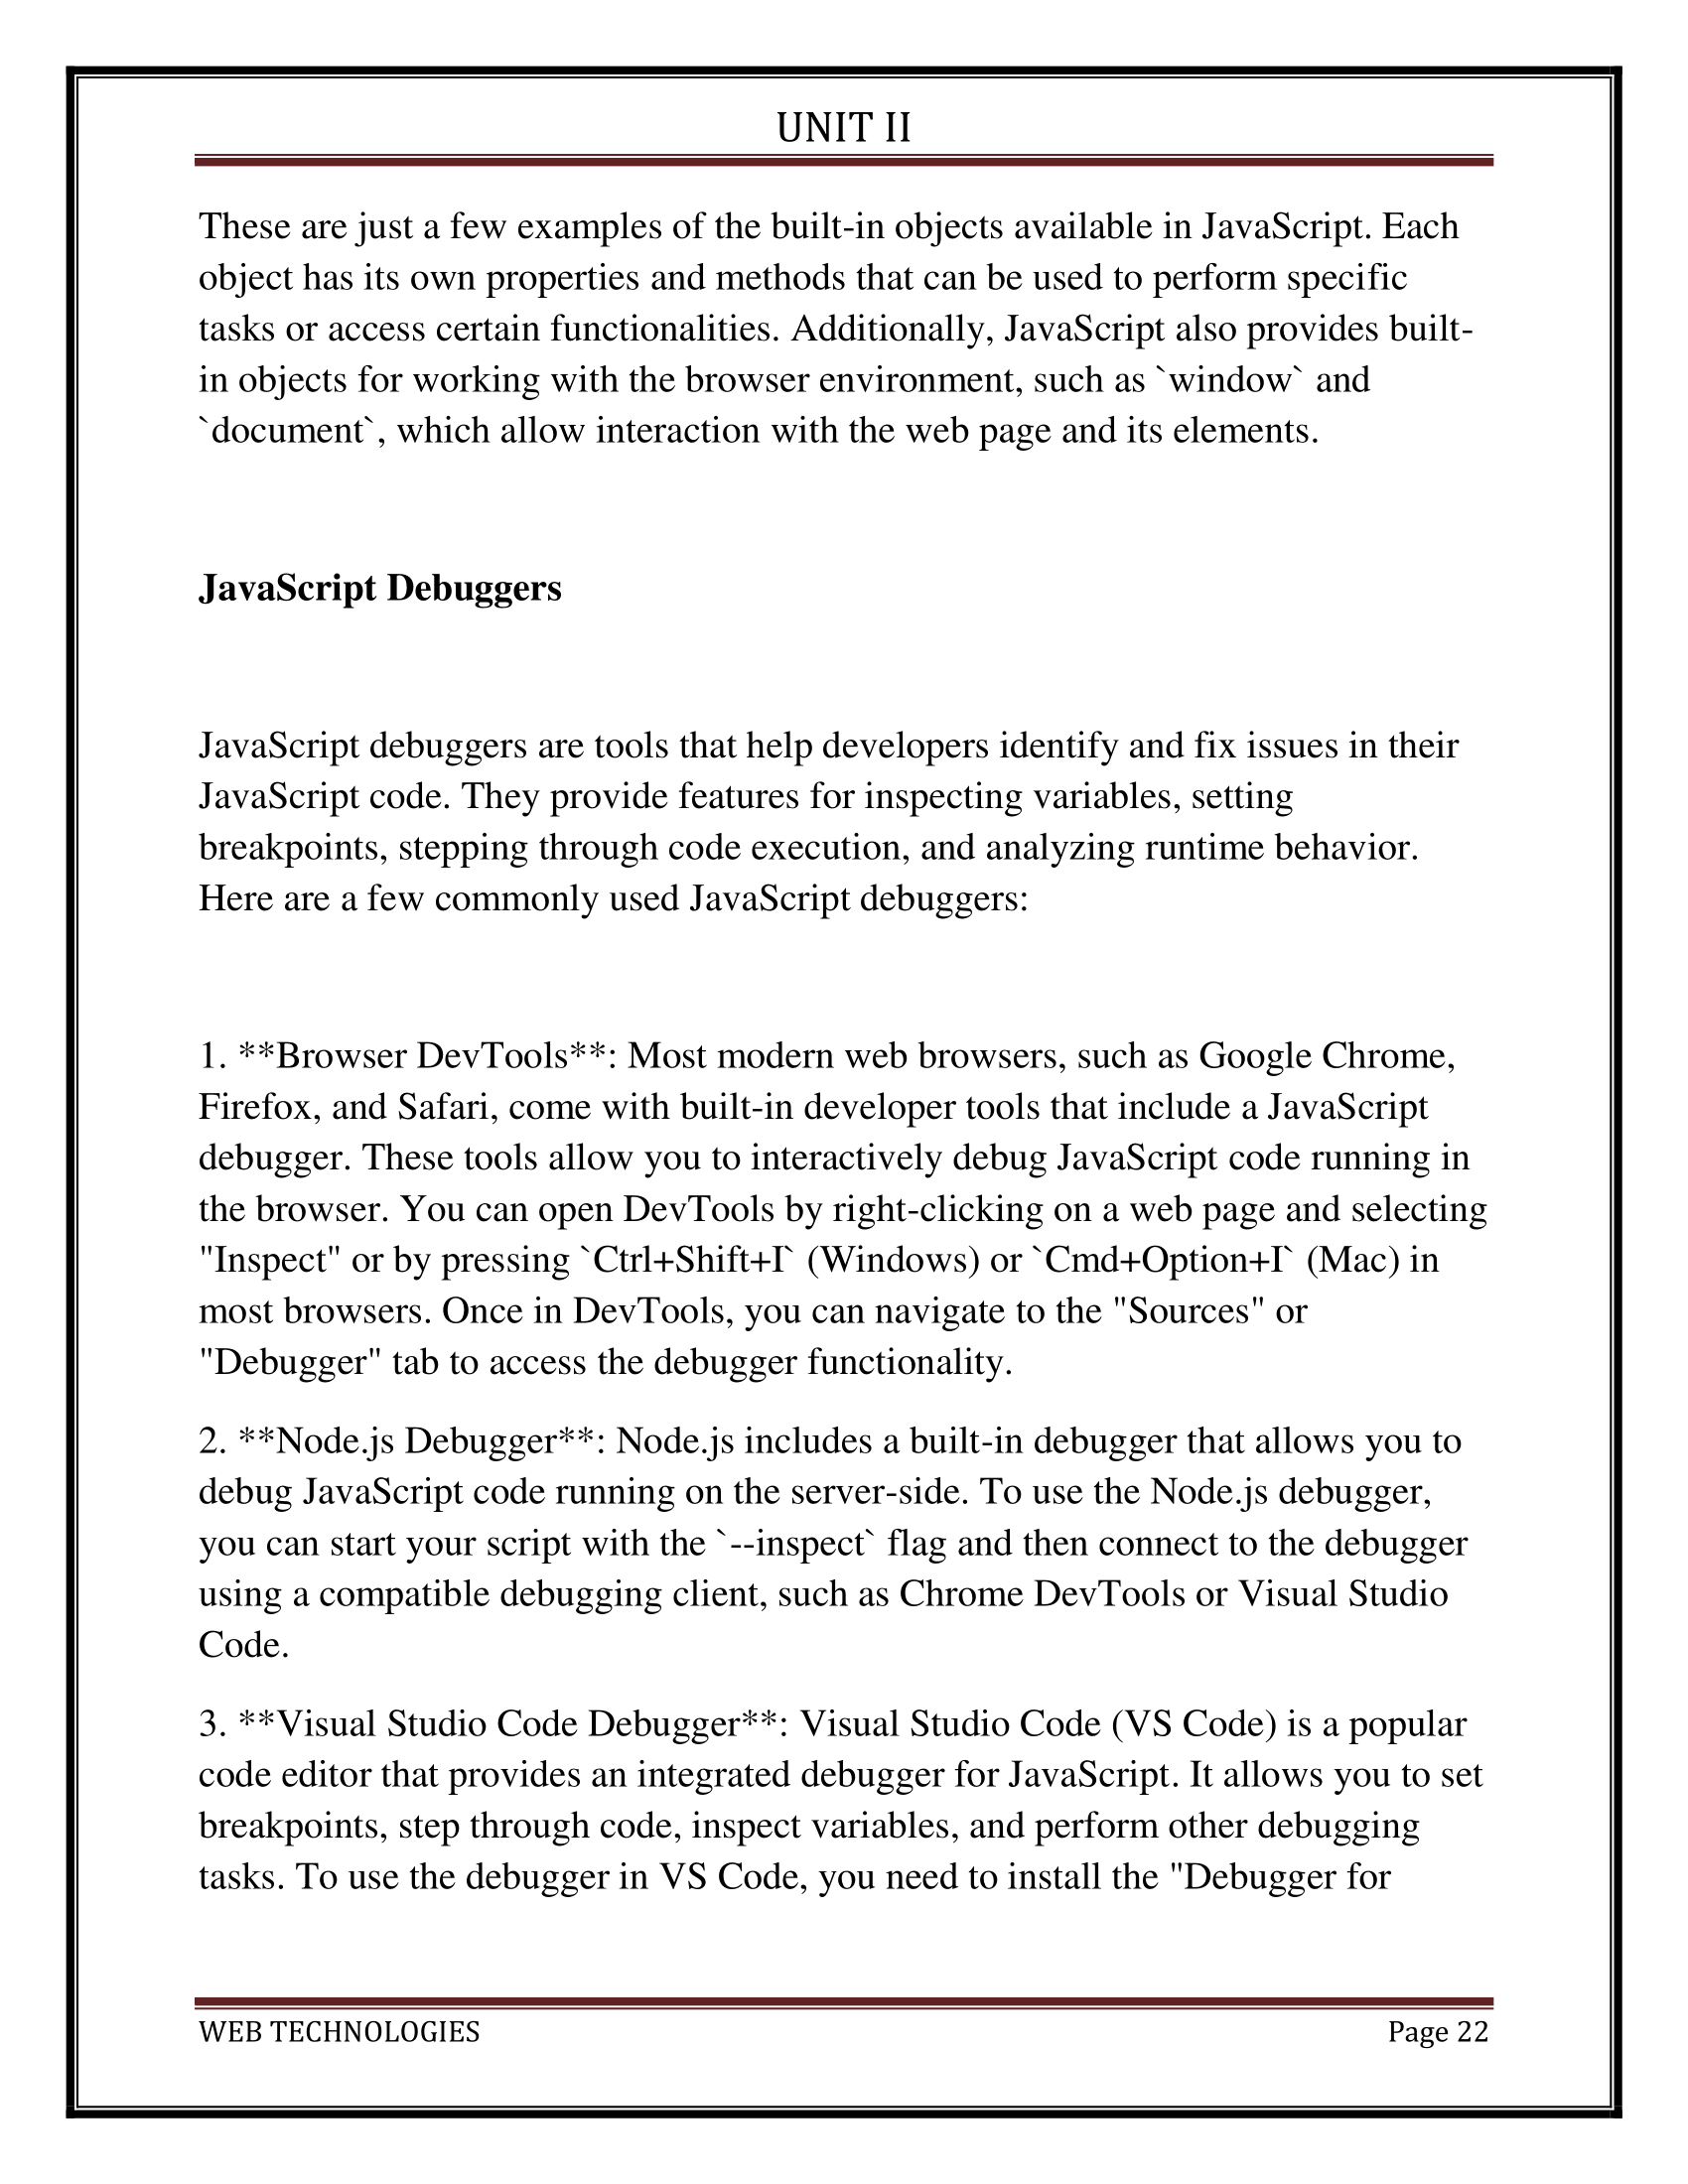 UNIT II
These are just a few examples of the built-in objects available in JavaScript. Each
object has its own properties and methods that can be used to perform specific
tasks or access certain functionalities. Additionally, JavaScript also provides built-
in objects for working with the browser environment, such as `window` and
`document`, which allow interaction with the web page and its elements.
JavaScript Debuggers
JavaScript debuggers are tools that help developers identify and fix issues in their
JavaScript code. They provide features for inspecting variables, setting
breakpoints, stepping through code execution, and analyzing runtime behavior.
Here are a few commonly used JavaScript debuggers:
1. **Browser DevTools**: Most modern web browsers, such as Google Chrome,
Firefox, and Safari, come with built-in developer tools that include a JavaScript
debugger. These tools allow you to interactively debug JavaScript code running in
the browser. You can open DevTools by right-clicking on a web page and selecting
"Inspect" or by pressing `Ctrl+Shift+I` (Windows) or `Cmd+Option+I` (Mac) in
most browsers. Once in DevTools, you can navigate to the "Sources" or
"Debugger" tab to access the debugger functionality.
2. **Node.js Debugger**: Node.js includes a built-in debugger that allows you to
debug JavaScript code running on the server-side. To use the Node.js debugger,
you can start your script with the `--inspect` flag and then connect to the debugger
using a compatible debugging client, such as Chrome DevTools or Visual Studio
Code.
3. **Visual Studio Code Debugger**: Visual Studio Code (VS Code) is a popular
code editor that provides an integrated debugger for JavaScript. It allows you to set
breakpoints, step through code, inspect variables, and perform other debugging
tasks. To use the debugger in VS Code, you need to install the "Debugger for
WEB TECHNOLOGIES Page 22